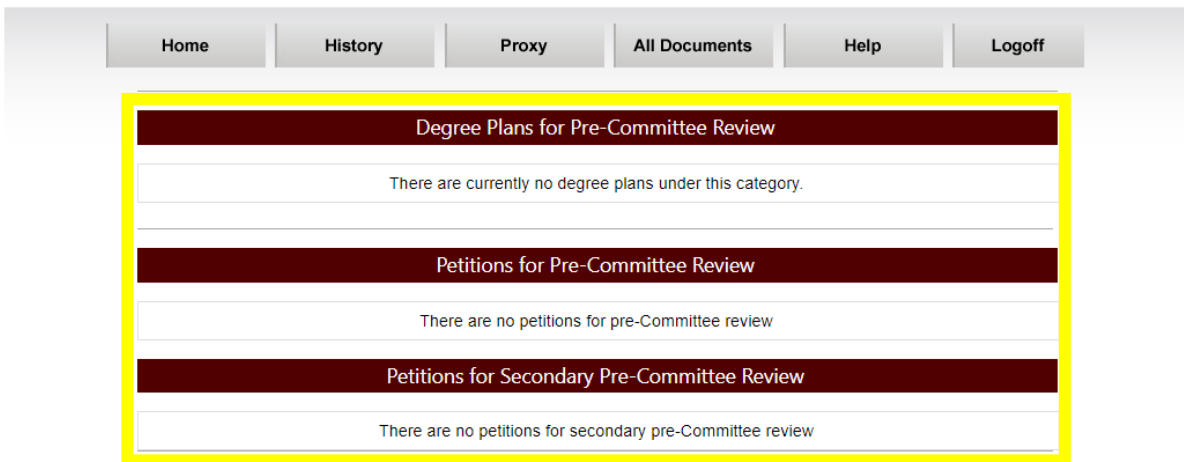 Home History Proxy All Documents Help Logoff
Degree Plans for Pre-Committee Review
There are currently no degree plans under this category.
Petitions for Pre-Committee Review
There are no petitions for pre-Committee review
Petitions for Secondary Pre-Committee Review
There are no petitions for secondary pre-Committee review